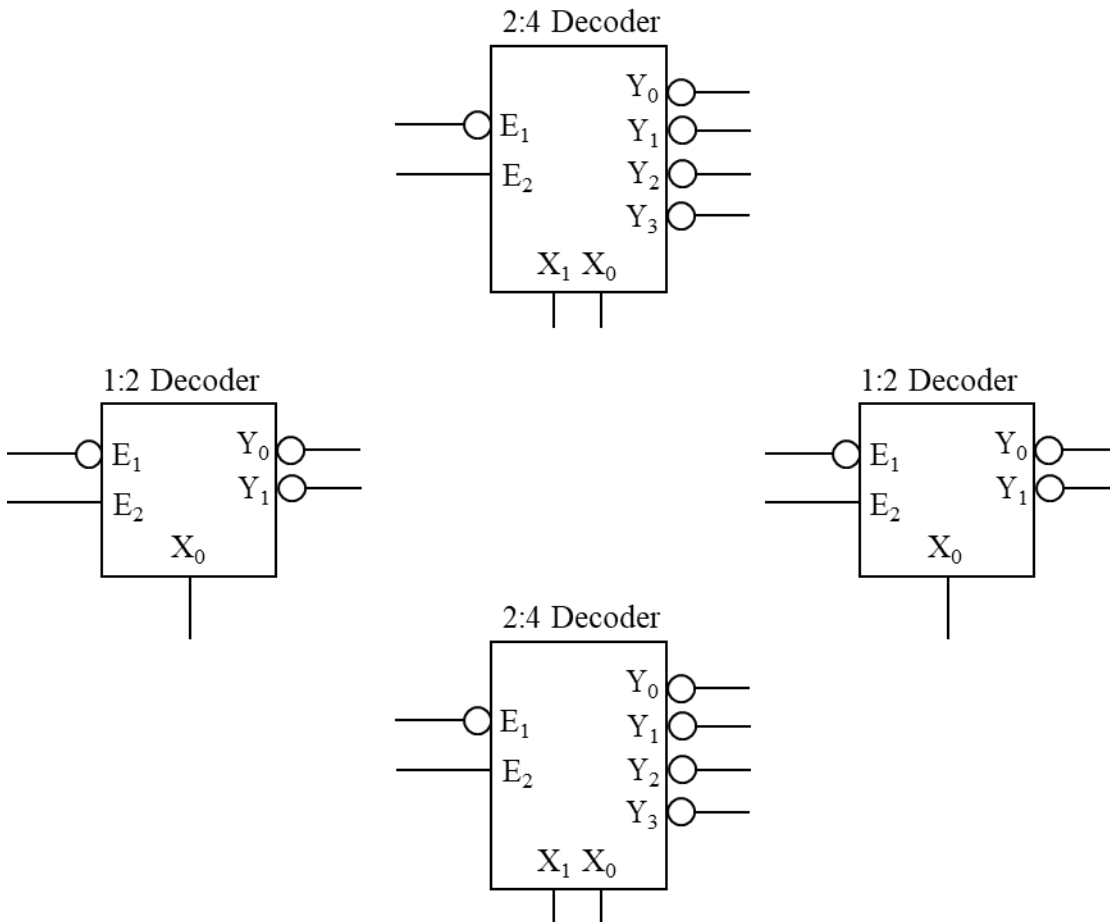 2:4 Decoder
E₁
E₂
Y₀
Y₁
Y₂
Y₃
X₁ X₀
1:2 Decoder
E₁
E₂
Y₀
Y₁
X₀
1:2 Decoder
E₁
E₂
Y₀
Y₁
X₀
2:4 Decoder
E₁
E₂
Y₀
Y₁
Y₂
Y₃
X₁ X₀